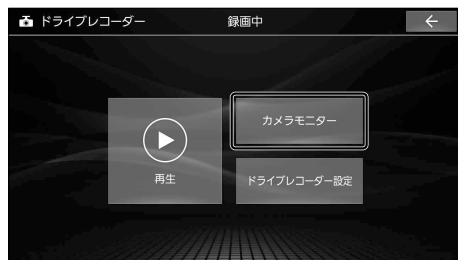 ドライブレコーダー
録画中
カメラモニター
再生
ドライブレコーダー設定